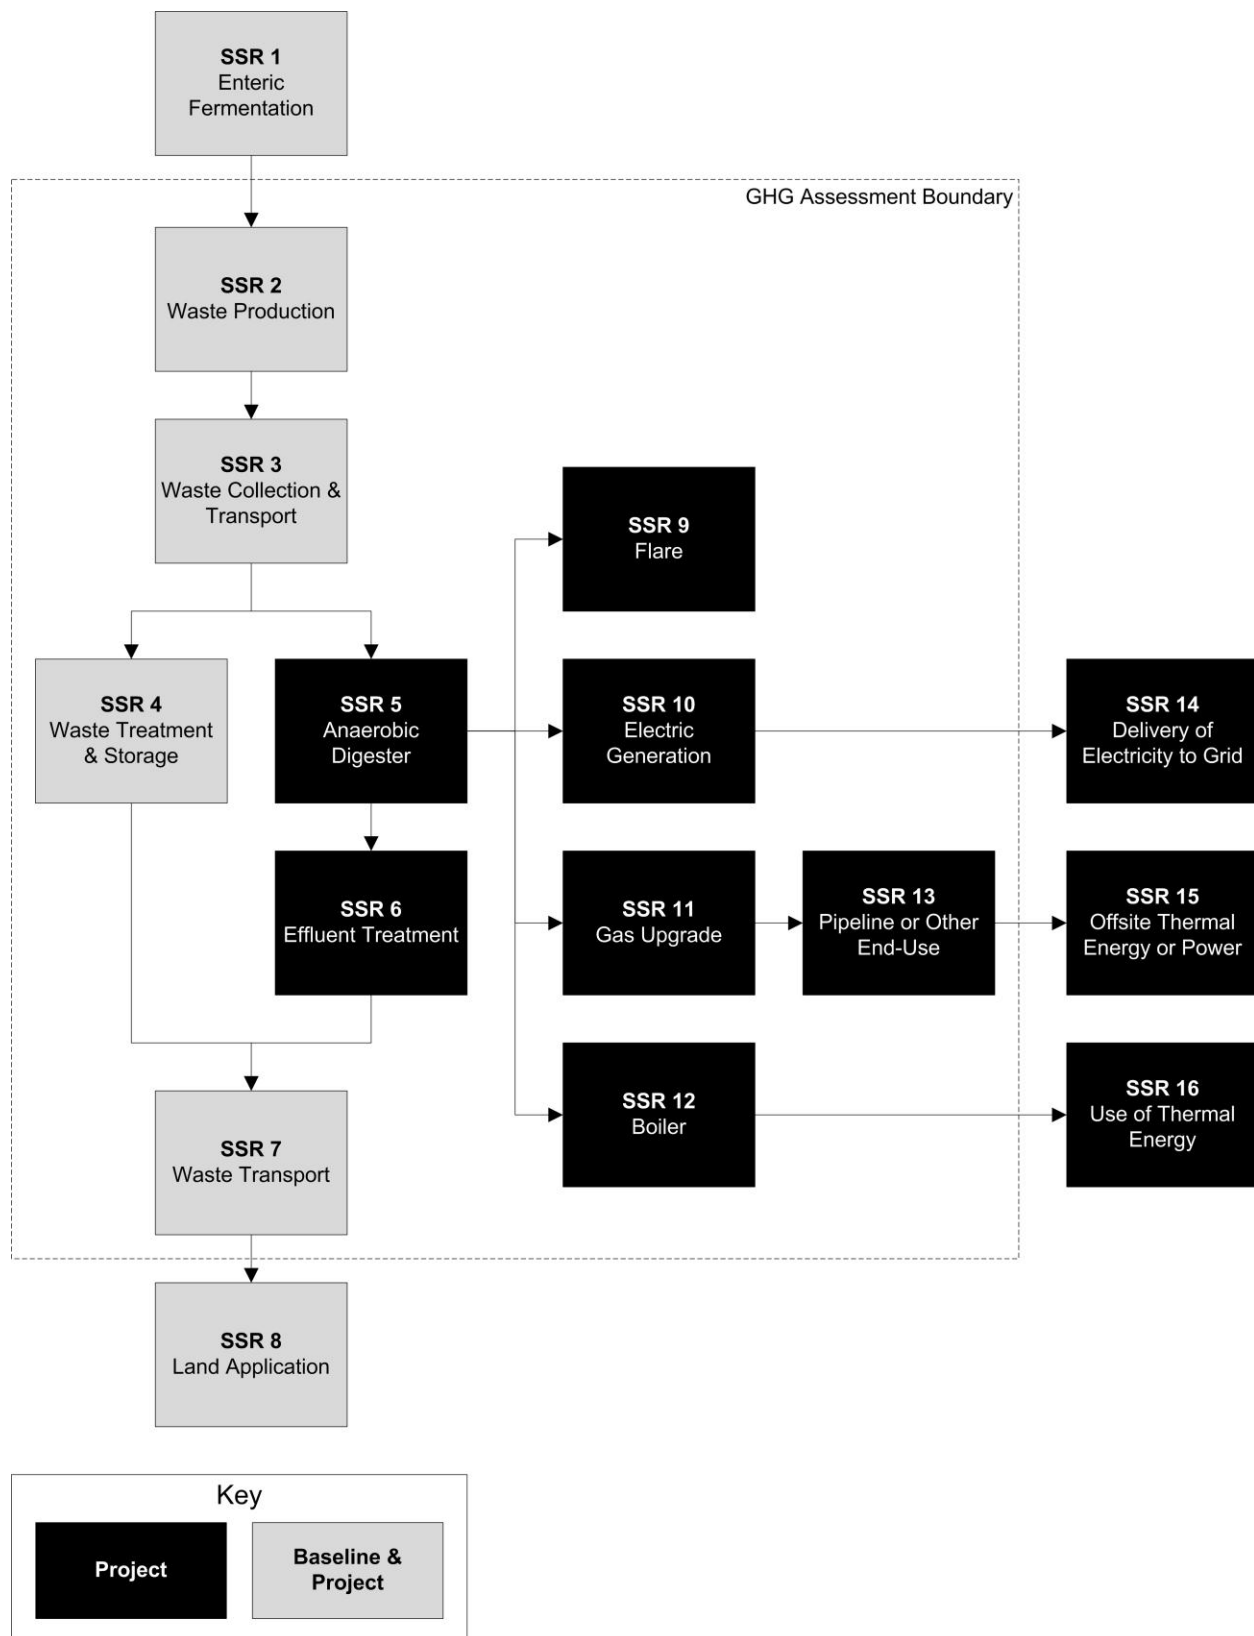 SSR 1
Enteric
Fermentation
GHG Assessment Boundary
SSR 2
Waste Production
SSR 3
Waste Collection &
Transport
SSR 9
Flare
SSR 4
Waste Treatment
& Storage
SSR 5
Anaerobic
Digester
SSR 10
Electric
Generation
SSR 14
Delivery of
Electricity to Grid
SSR 6
Effluent Treatment
SSR 11
Gas Upgrade
SSR 13
Pipeline or Other
End-Use
SSR 15
Offsite Thermal
Energy or Power
SSR 12
Boiler
SSR 16
Use of Thermal
Energy
SSR 7
Waste Transport
SSR 8
Land Application
Key
Project
Baseline &
Project